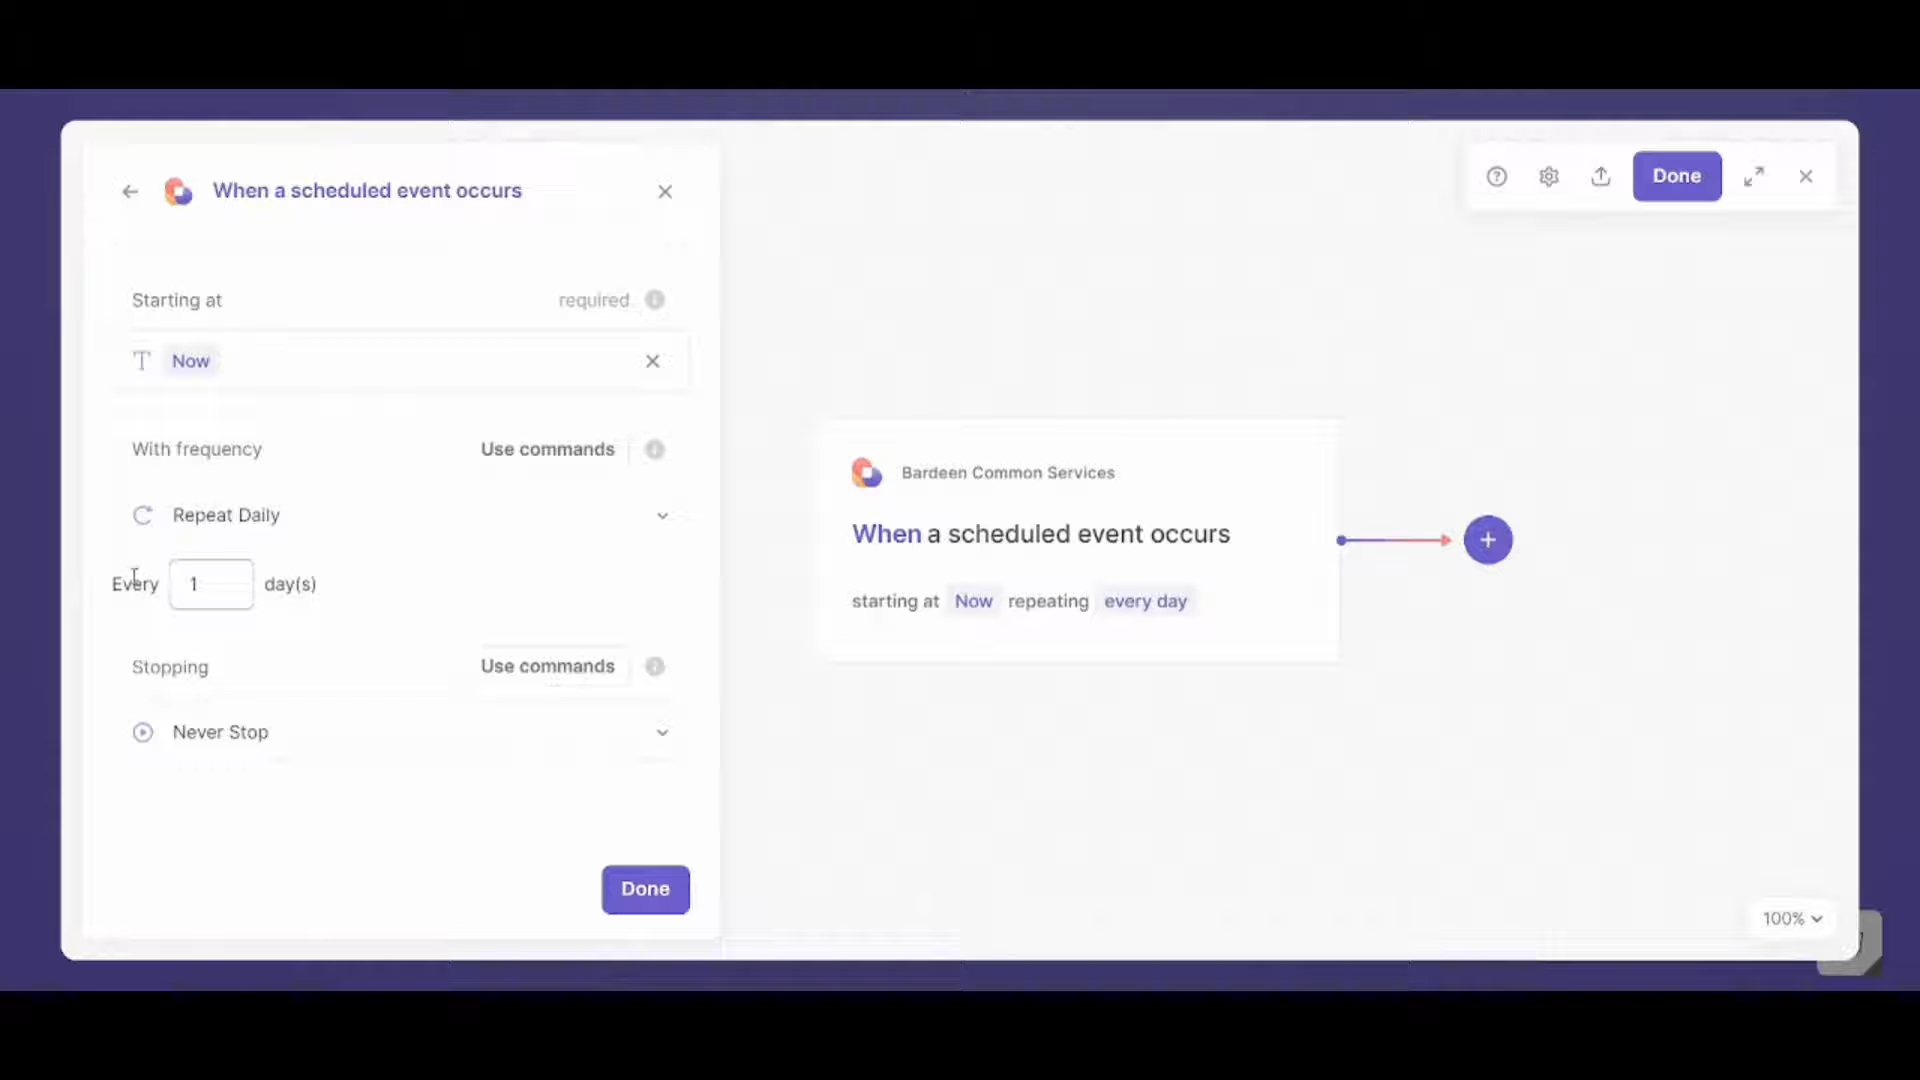 When a scheduled event occurs
Done
Starting at required
Now
With frequency Use commands
Repeat Daily
Every 1 day(s)
Stopping Use commands
Never Stop
Done
Bardeen Common Services
When a scheduled event occurs
starting at Now repeating every day
100%